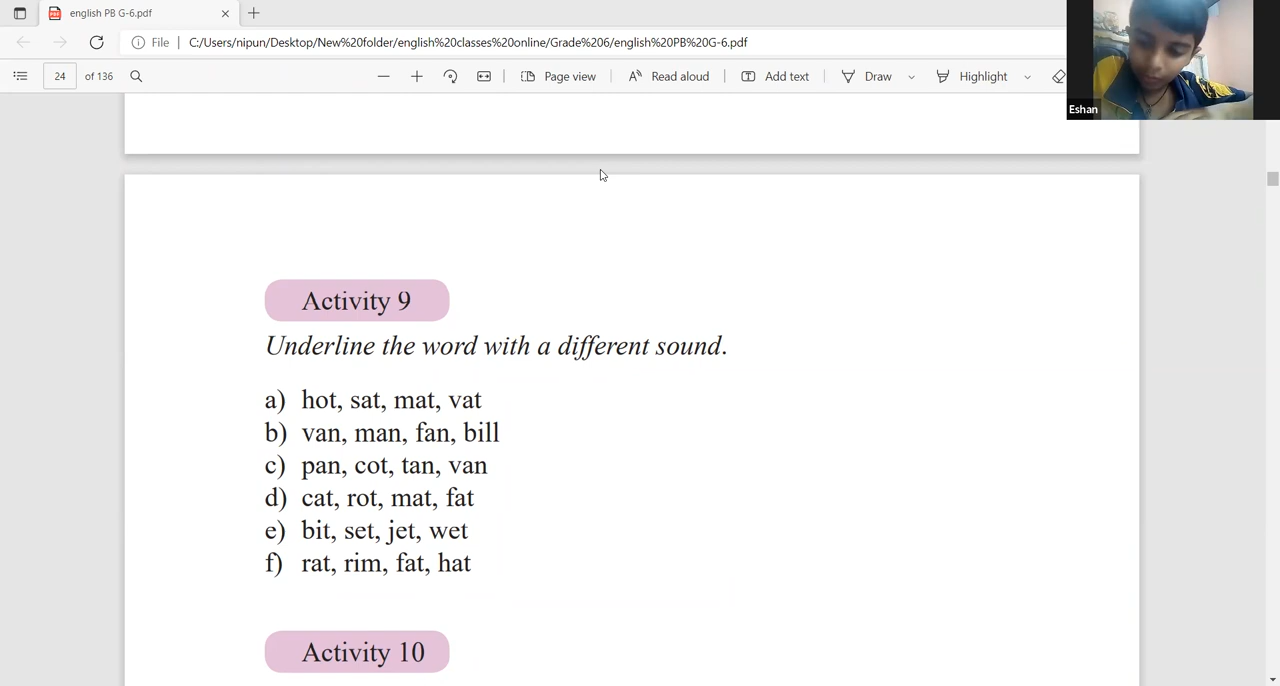 english PB G-6.pdf
File | C:/Users/nipun/Desktop/New%20folder/english%20classes%20online/Grade%206/english%20PB%20G-6.pdf
24 of 136 Page view Read aloud Add text Draw Highlight
Eshan
Activity 9
Underline the word with a different sound.
a) hot, sat, mat, vat
b) van, man, fan, bill
c) pan, cot, tan, van
d) cat, rot, mat, fat
e) bit, set, jet, wet
f) rat, rim, fat, hat
Activity 10